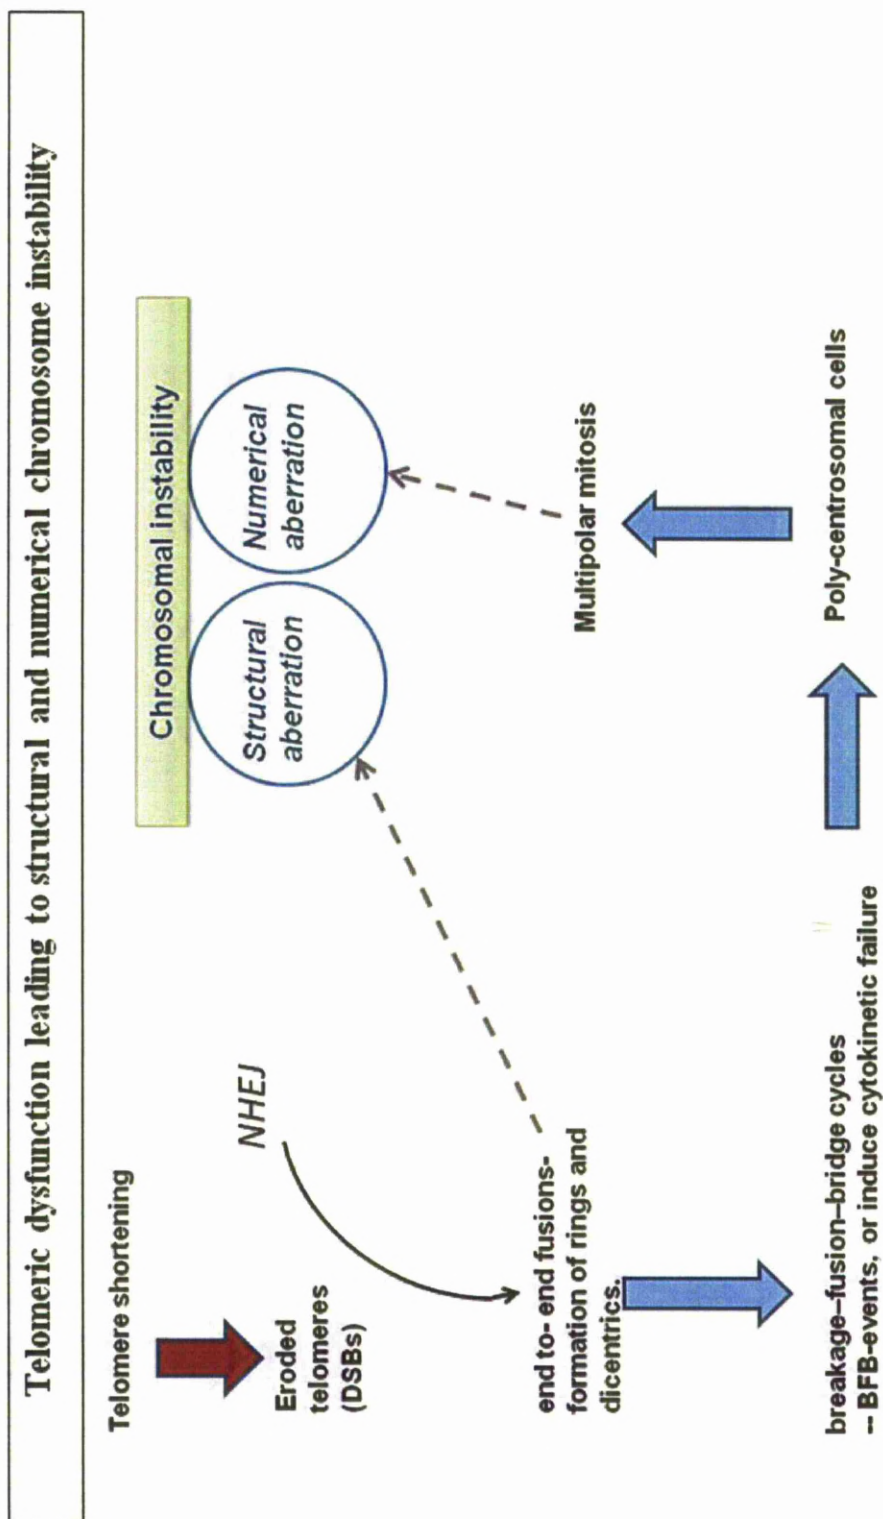 Telomeric dysfunction leading to structural and numerical chromosome instability
Telomere shortening
Eroded
telomeres
(DSBs)
NHEJ
end to- end fusions-
formation of rings and
dicentrics.
breakage–fusion–bridge cycles
-- BFB-events, or induce cytokinetic failure
Poly-centrosomal cells
Multipolar mitosis
Chromosomal instability
Structural
aberration
Numerical
aberration